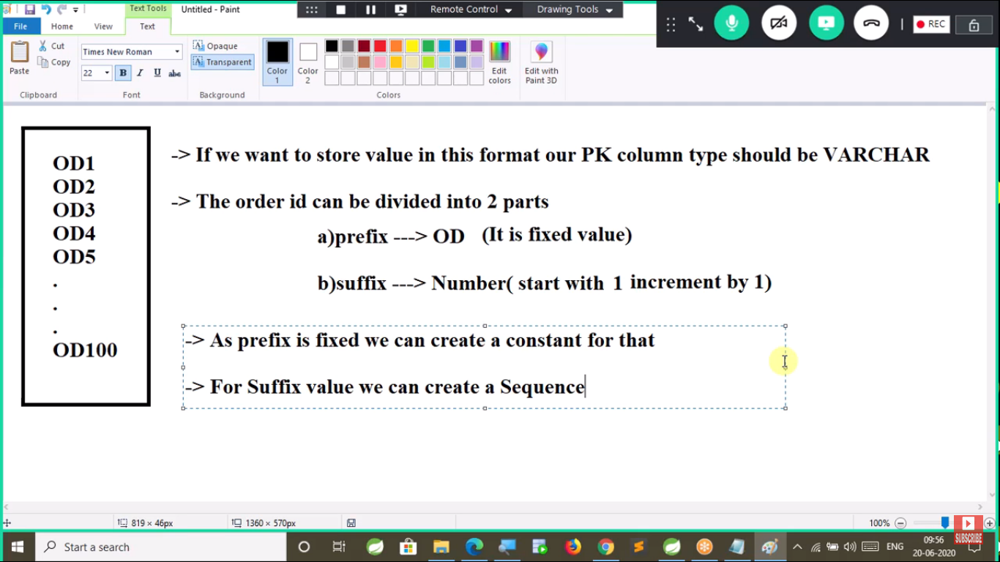 Text Tools
Untitled - Paint
Remote Control
Drawing Tools
File
Home
View
Text
REC
Cut
Copy
Paste
Times New Roman
22
B
I
U
abc
Opaque
Transparent
Color 1
Color 2
Edit colors
Edit with Paint 3D
Clipboard
Font
Background
Colors
OD1
OD2
OD3
OD4
OD5
.
.
.
OD100
-> If we want to store value in this format our PK column type should be VARCHAR
-> The order id can be divided into 2 parts
a)prefix ---> OD (It is fixed value)
b)suffix ---> Number( start with 1 increment by 1)
-> As prefix is fixed we can create a constant for that
-> For Suffix value we can create a Sequence
819 × 46px
1360 × 570px
100%
SUBSCRIBE
Start a search
ENG
09:56
20-06-2020